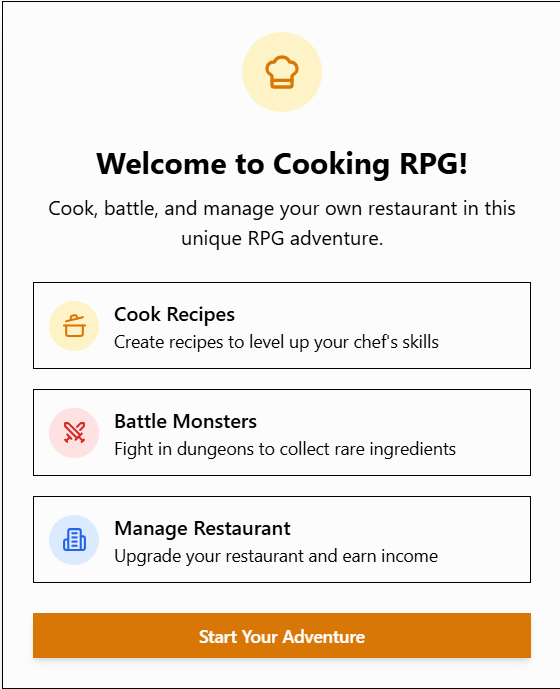 Welcome to Cooking RPG!
Cook, battle, and manage your own restaurant in this
unique RPG adventure.
Cook Recipes
Create recipes to level up your chef's skills
Battle Monsters
Fight in dungeons to collect rare ingredients
Manage Restaurant
Upgrade your restaurant and earn income
Start Your Adventure